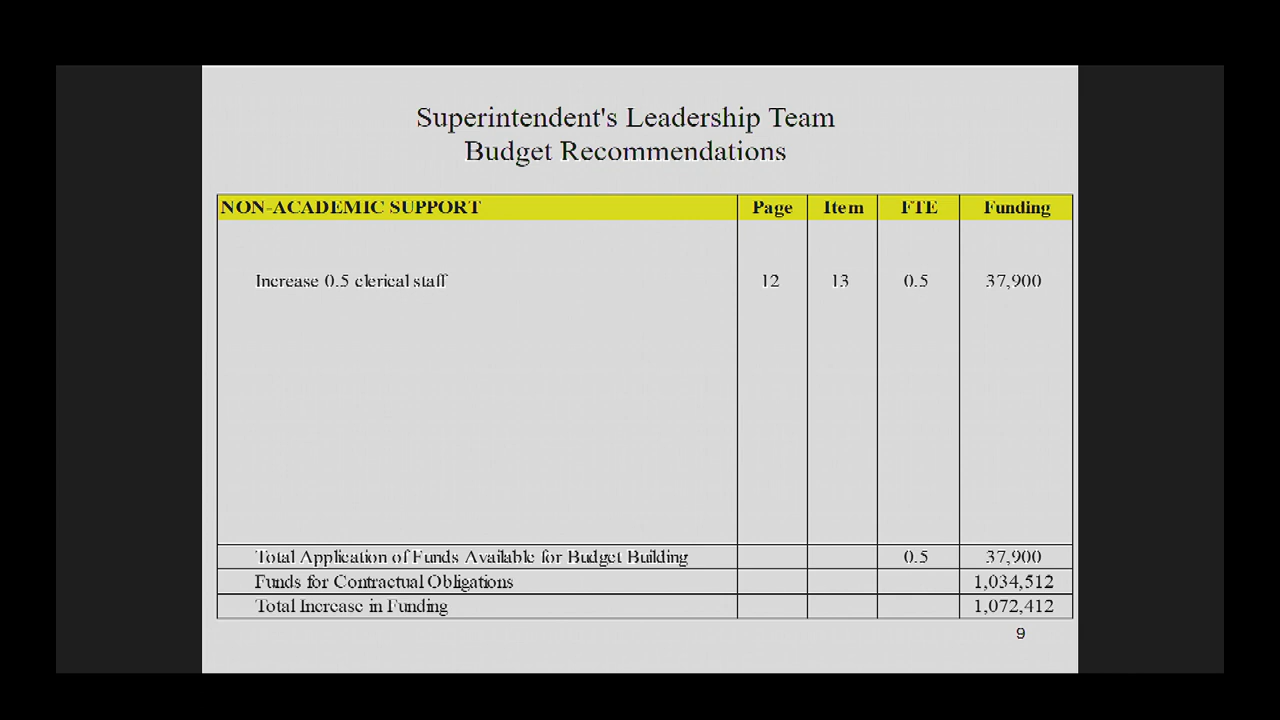 Superintendent's Leadership Team
Budget Recommendations
NON-ACADEMIC SUPPORT Page Item FTE Funding
Increase 0.5 clerical staff 12 13 0.5 37,900
Total Application of Funds Available for Budget Building 0.5 37,900
Funds for Contractual Obligations 1,034,512
Total Increase in Funding 1,072,412
9